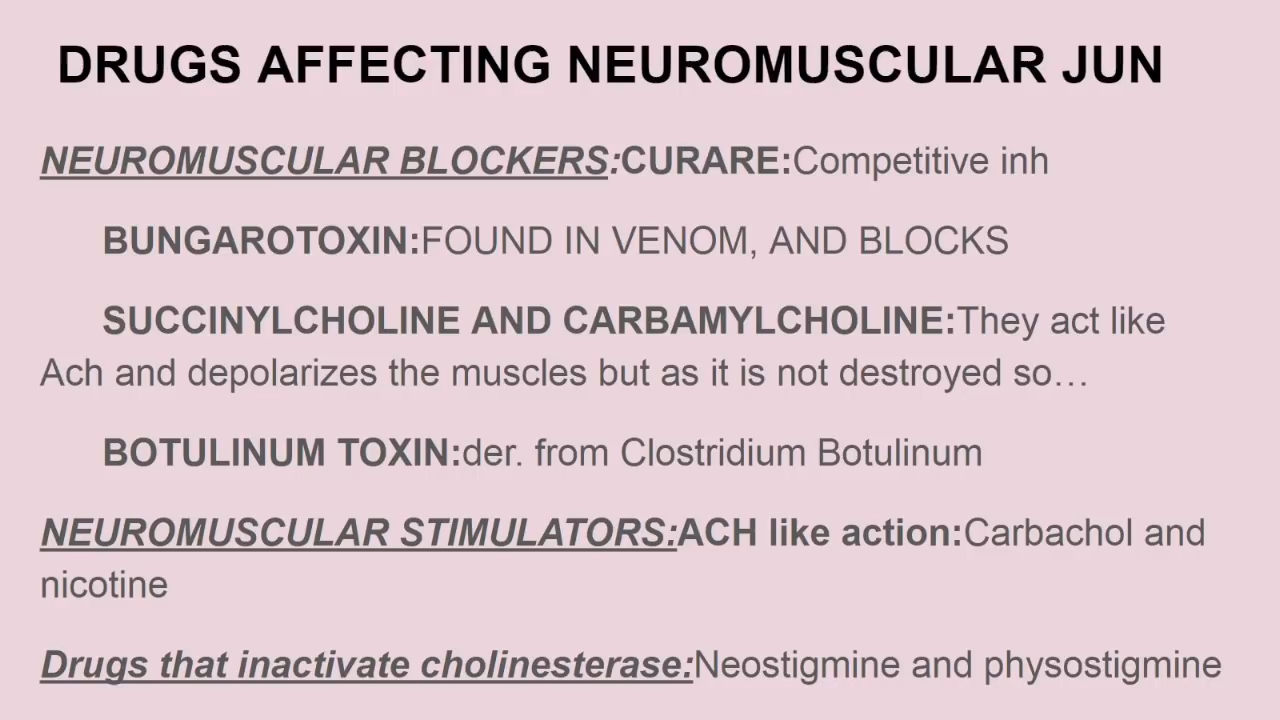 DRUGS AFFECTING NEUROMUSCULAR JUN
NEUROMUSCULAR BLOCKERS:CURARE:Competitive inh
BUNGAROTOXIN:FOUND IN VENOM, AND BLOCKS
SUCCINYLCHOLINE AND CARBAMYLCHOLINE:They act like
Ach and depolarizes the muscles but as it is not destroyed so…
BOTULINUM TOXIN:der. from Clostridium Botulinum
NEUROMUSCULAR STIMULATORS:ACH like action:Carbachol and
nicotine
Drugs that inactivate cholinesterase:Neostigmine and physostigmine